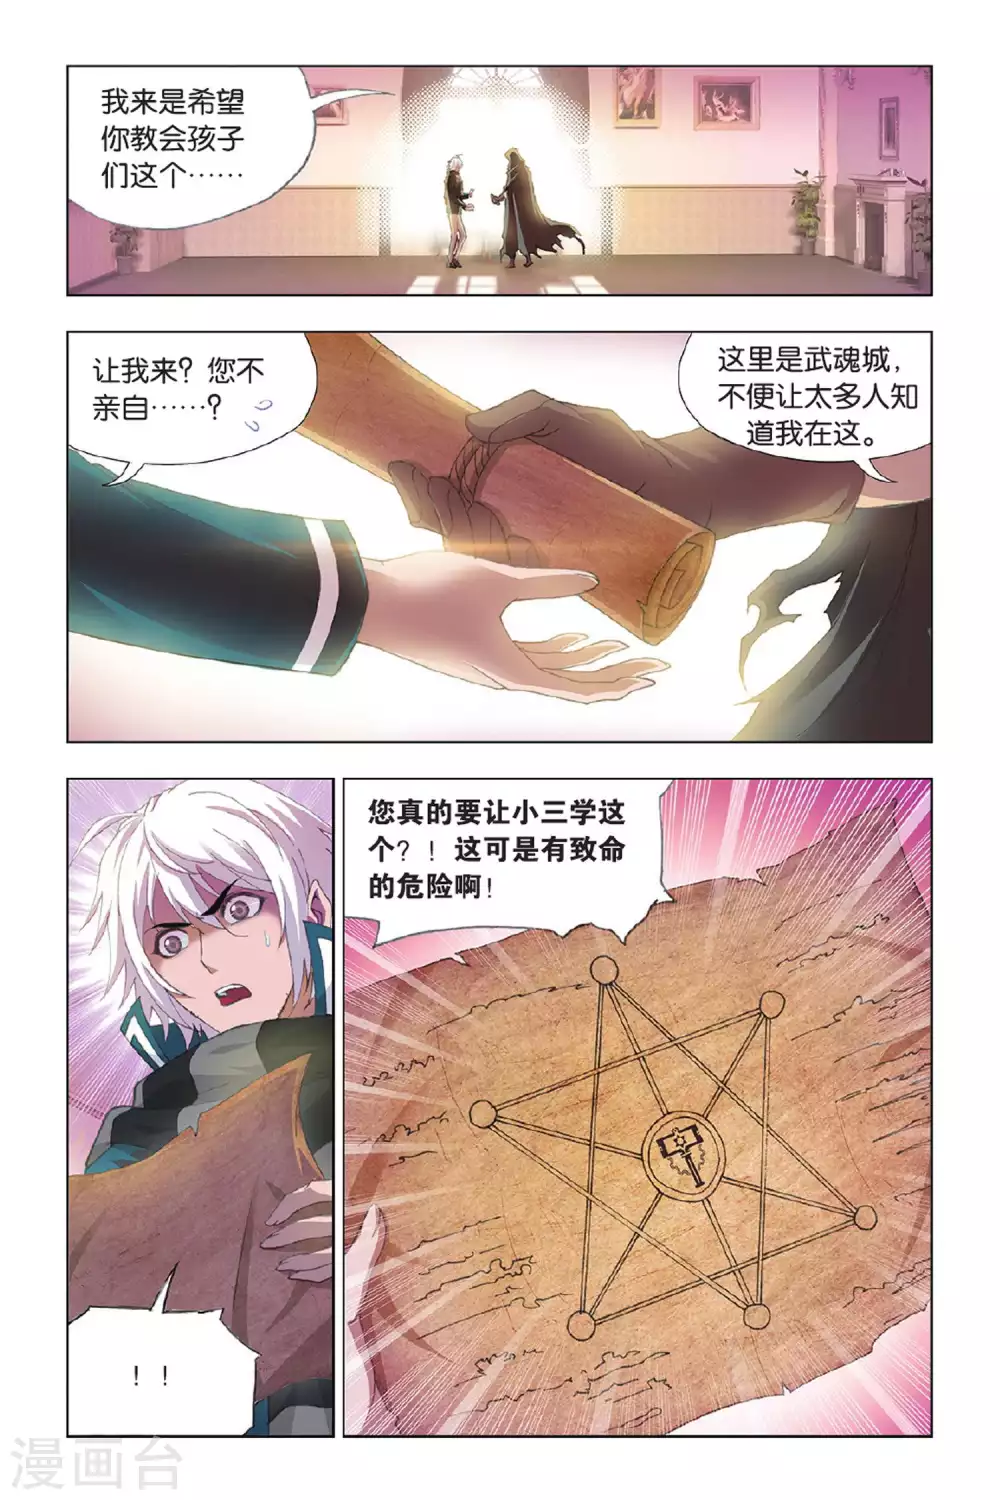 我来是希望
你教会孩子
们这个……
让我来？您不
亲自……？
这里是武魂城，
不便让太多人知
道我在这。
！！
您真的要让小三学这
个？！这可是有致命
的危险啊！
漫画台